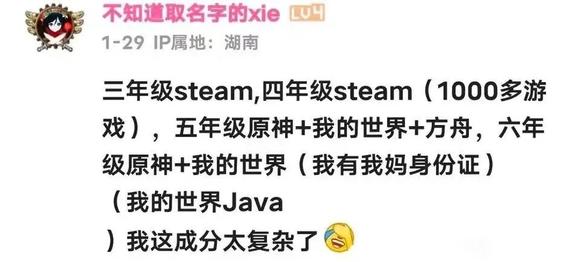 不知道取名字的xie LV4
1-29 IP属地：湖南
三年级steam,四年级steam（1000多游
戏），五年级原神+我的世界+方舟，六年
级原神+我的世界（我有我妈身份证）
（我的世界Java
）我这成分太复杂了